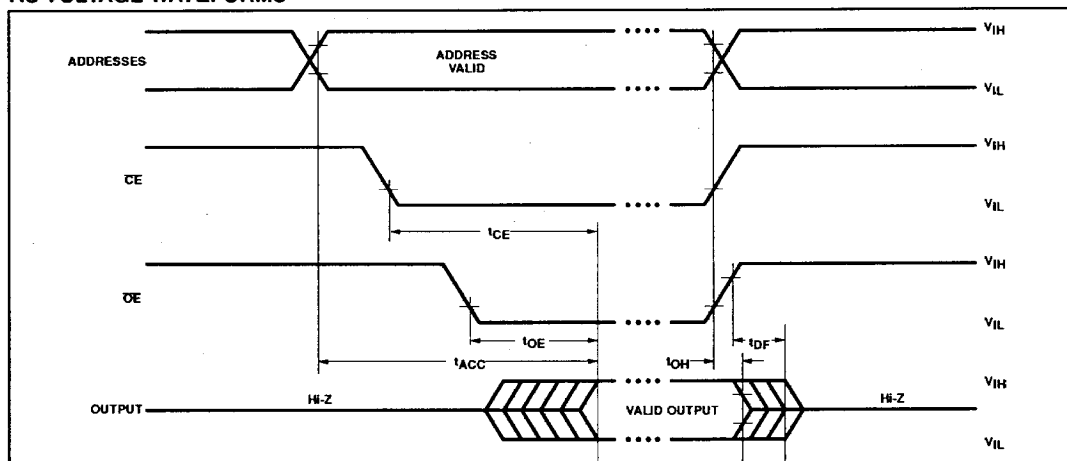 ADDRESSES
ADDRESS
VALID
VIH
VIL
CE
VIH
VIL
tCE
OE
VIH
VIL
tOE
tACC
tOH
tDF
OUTPUT
Hi-Z
VALID OUTPUT
Hi-Z
VIH
VIL